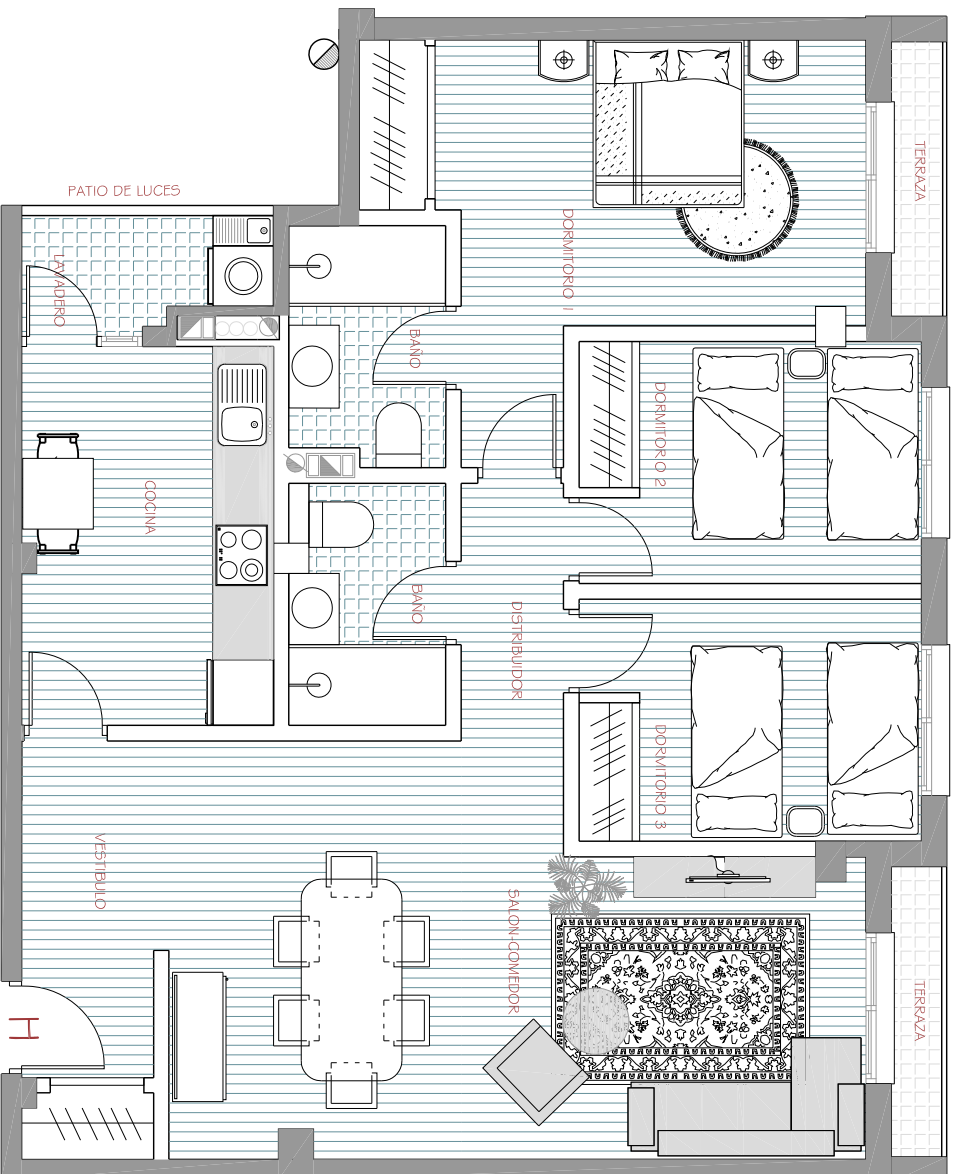 PATIO DE LUCES
TERRAZA
LAVADERO
DORMITORIO 1
BAÑO
DORMITORIO 2
COCINA
BAÑO
DISTRIBUIDOR
DORMITORIO 3
VESTIBULO
SALON-COMEDOR
TERRAZA
H